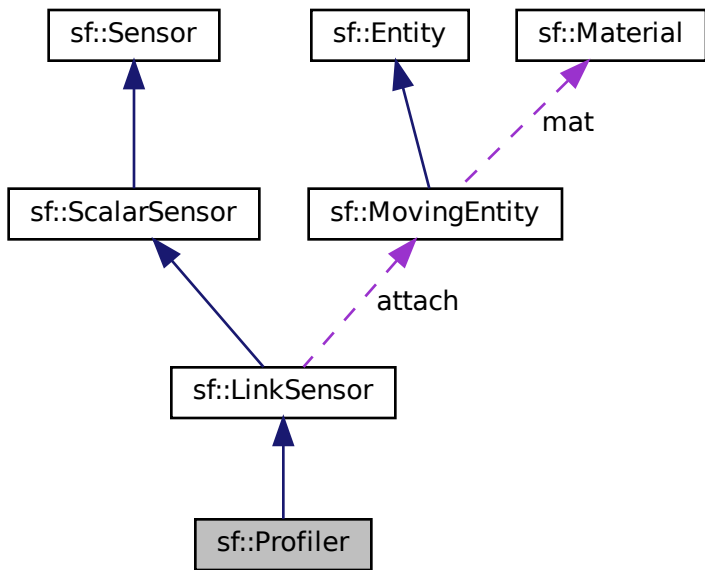 sf::Sensor
sf::Entity
sf::Material
mat
sf::ScalarSensor
sf::MovingEntity
attach
sf::LinkSensor
sf::Profiler